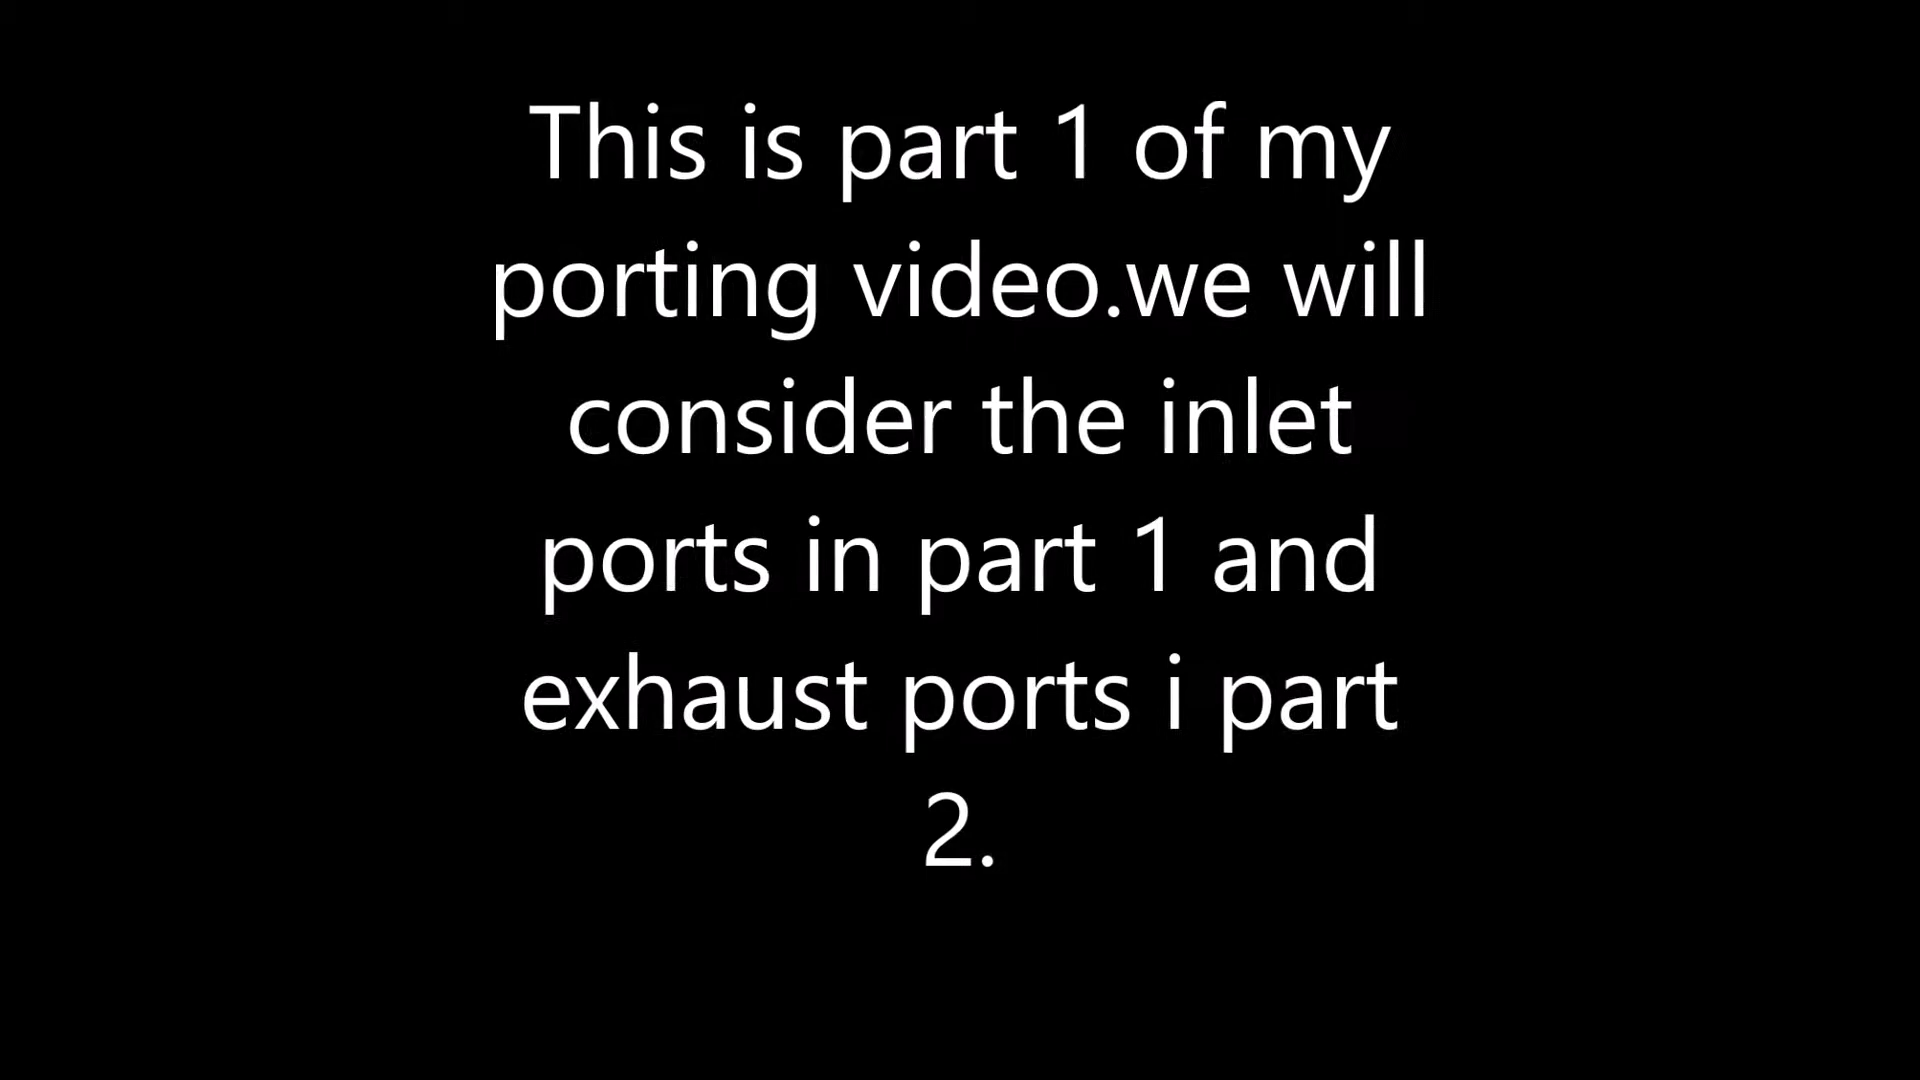 This is part 1 of my
porting video.we will
consider the inlet
ports in part 1 and
exhaust ports i part
2.